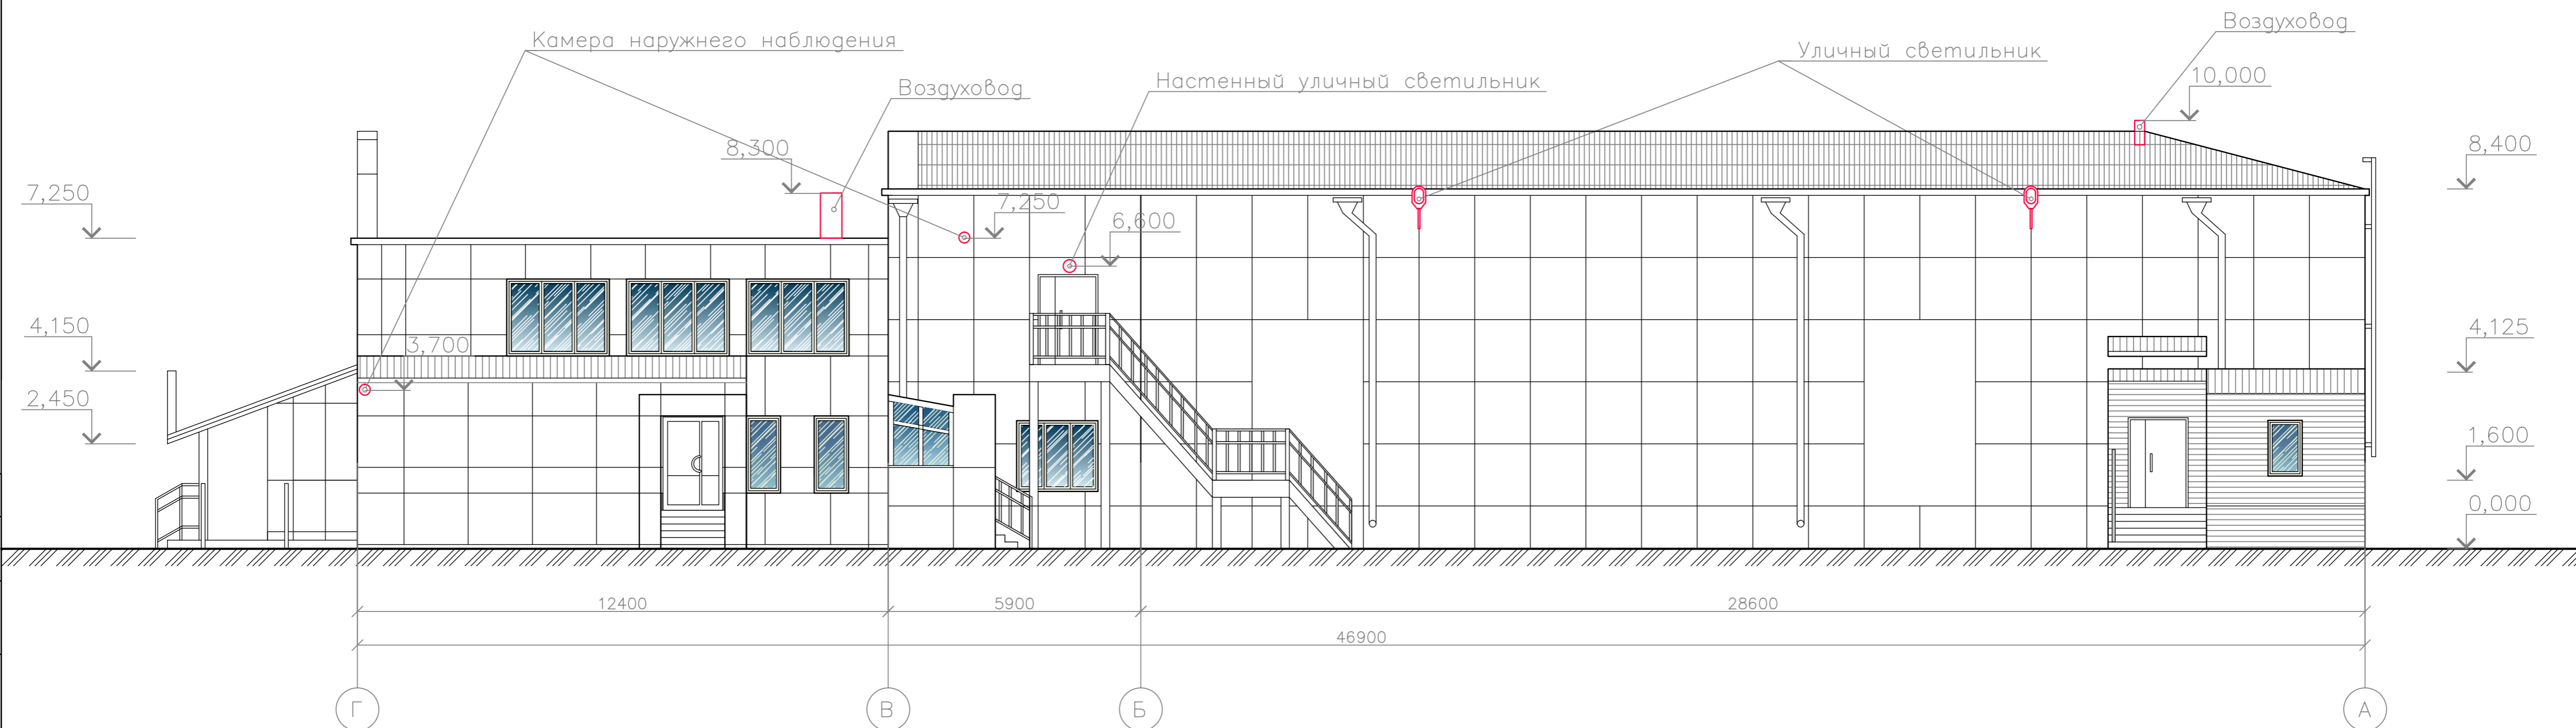 Воздуховод
Камера наружнего наблюдения
Уличный светильник
10,000
Настенный уличный светильник
Воздуховод
8,300
8,400
7,250
7,250
6,600
4,150
3,700
4,125
2,450
1,600
0,000
12400
5900
28600
46900
Г
В
Б
А